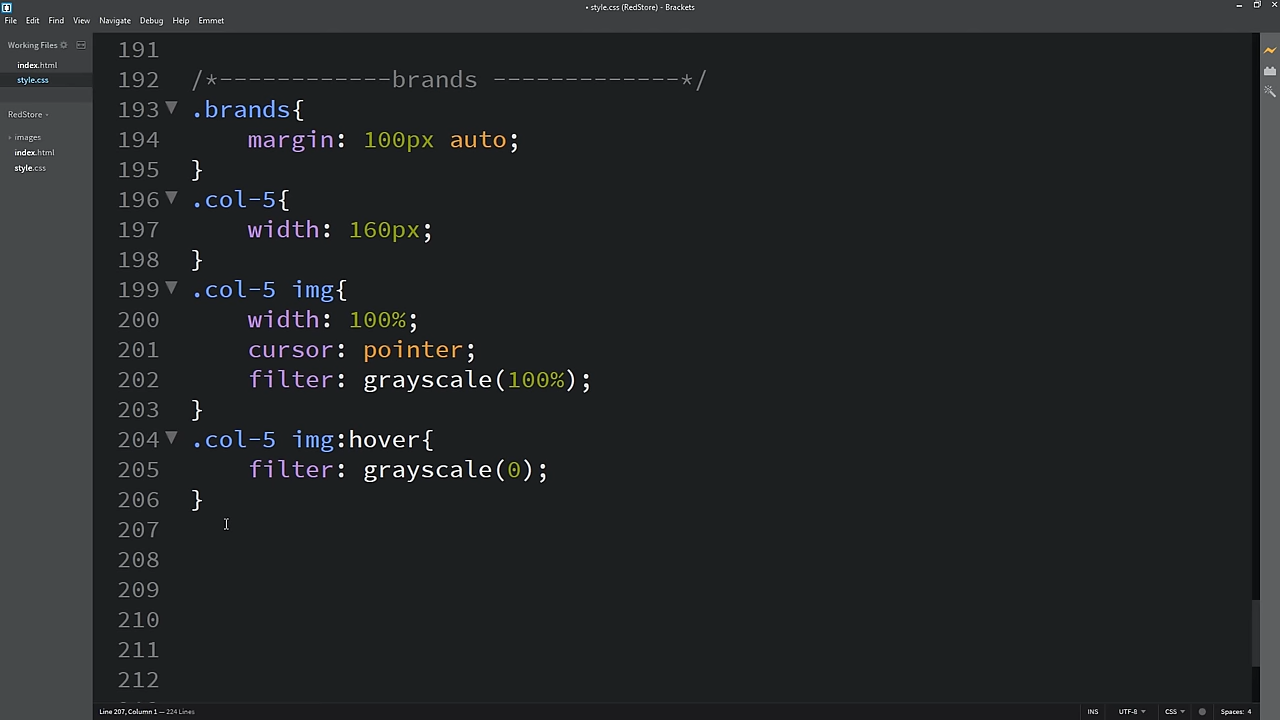 • style.css (RedStore) - Brackets
File Edit Find View Navigate Debug Help Emmet
Working Files
index.html
style.css
RedStore
images
index.html
style.css
191
192 /*------------brands -------------*/
193 .brands{
194 margin: 100px auto;
195 }
196 .col-5{
197 width: 160px;
198 }
199 .col-5 img{
200 width: 100%;
201 cursor: pointer;
202 filter: grayscale(100%);
203 }
204 .col-5 img:hover{
205 filter: grayscale(0);
206 }
207
208
209
210
211
212
Line 207, Column 1 — 224 Lines
INS UTF-8 CSS Spaces: 4